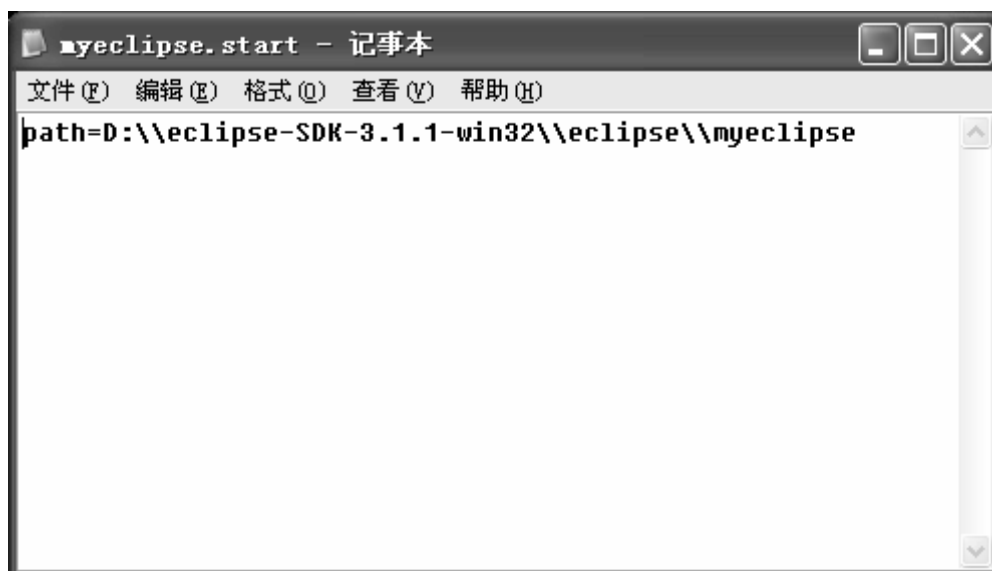 myeclipse.start - 记事本
文件(F) 编辑(E) 格式(O) 查看(V) 帮助(H)
path=D:\\eclipse-SDK-3.1.1-win32\\eclipse\\myeclipse